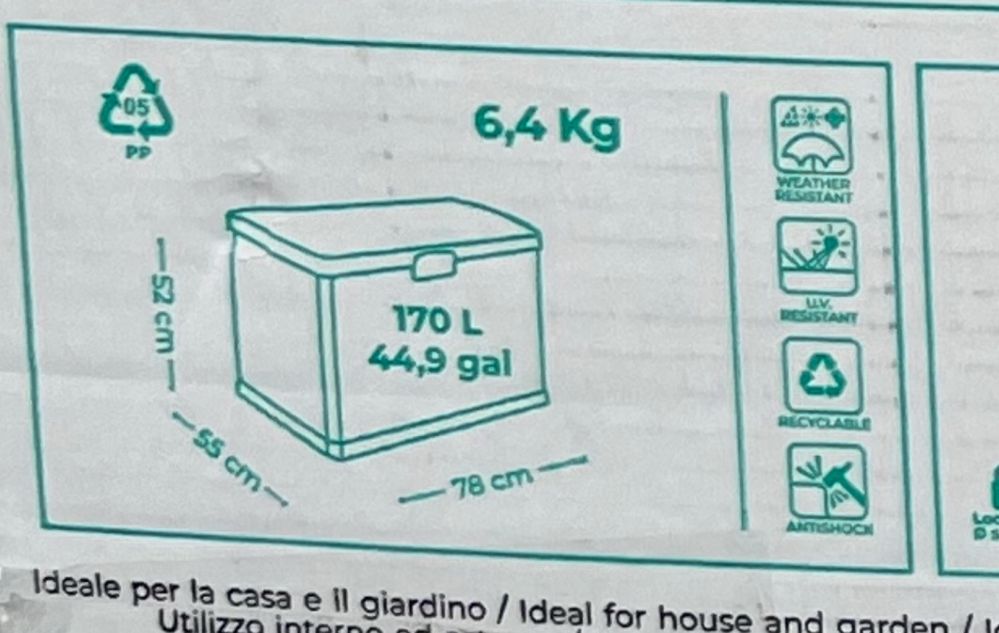 05
PP
6,4 Kg
WEATHER
RESISTANT
52 cm
170 L
44,9 gal
U.V.
RESISTANT
55 cm
78 cm
RECYCLABLE
ANTISHOCK
Ideale per la casa e il giardino / Ideal for house and garden /
Utilizzo interno